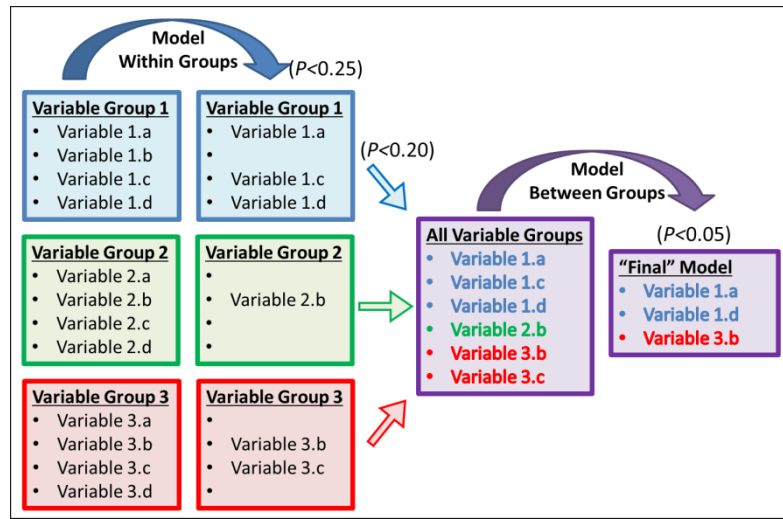 Model
Within Groups
(P<0.25)
Variable Group 1
• Variable 1.a
• Variable 1.b
• Variable 1.c
• Variable 1.d
Variable Group 1
• Variable 1.a
•
• Variable 1.c
• Variable 1.d
(P<0.20)
Variable Group 2
• Variable 2.a
• Variable 2.b
• Variable 2.c
• Variable 2.d
Variable Group 2
•
• Variable 2.b
•
•
Variable Group 3
• Variable 3.a
• Variable 3.b
• Variable 3.c
• Variable 3.d
Variable Group 3
•
• Variable 3.b
• Variable 3.c
•
Model
Between Groups
(P<0.05)
All Variable Groups
• Variable 1.a
• Variable 1.c
• Variable 1.d
• Variable 2.b
• Variable 3.b
• Variable 3.c
“Final” Model
• Variable 1.a
• Variable 1.d
• Variable 3.b